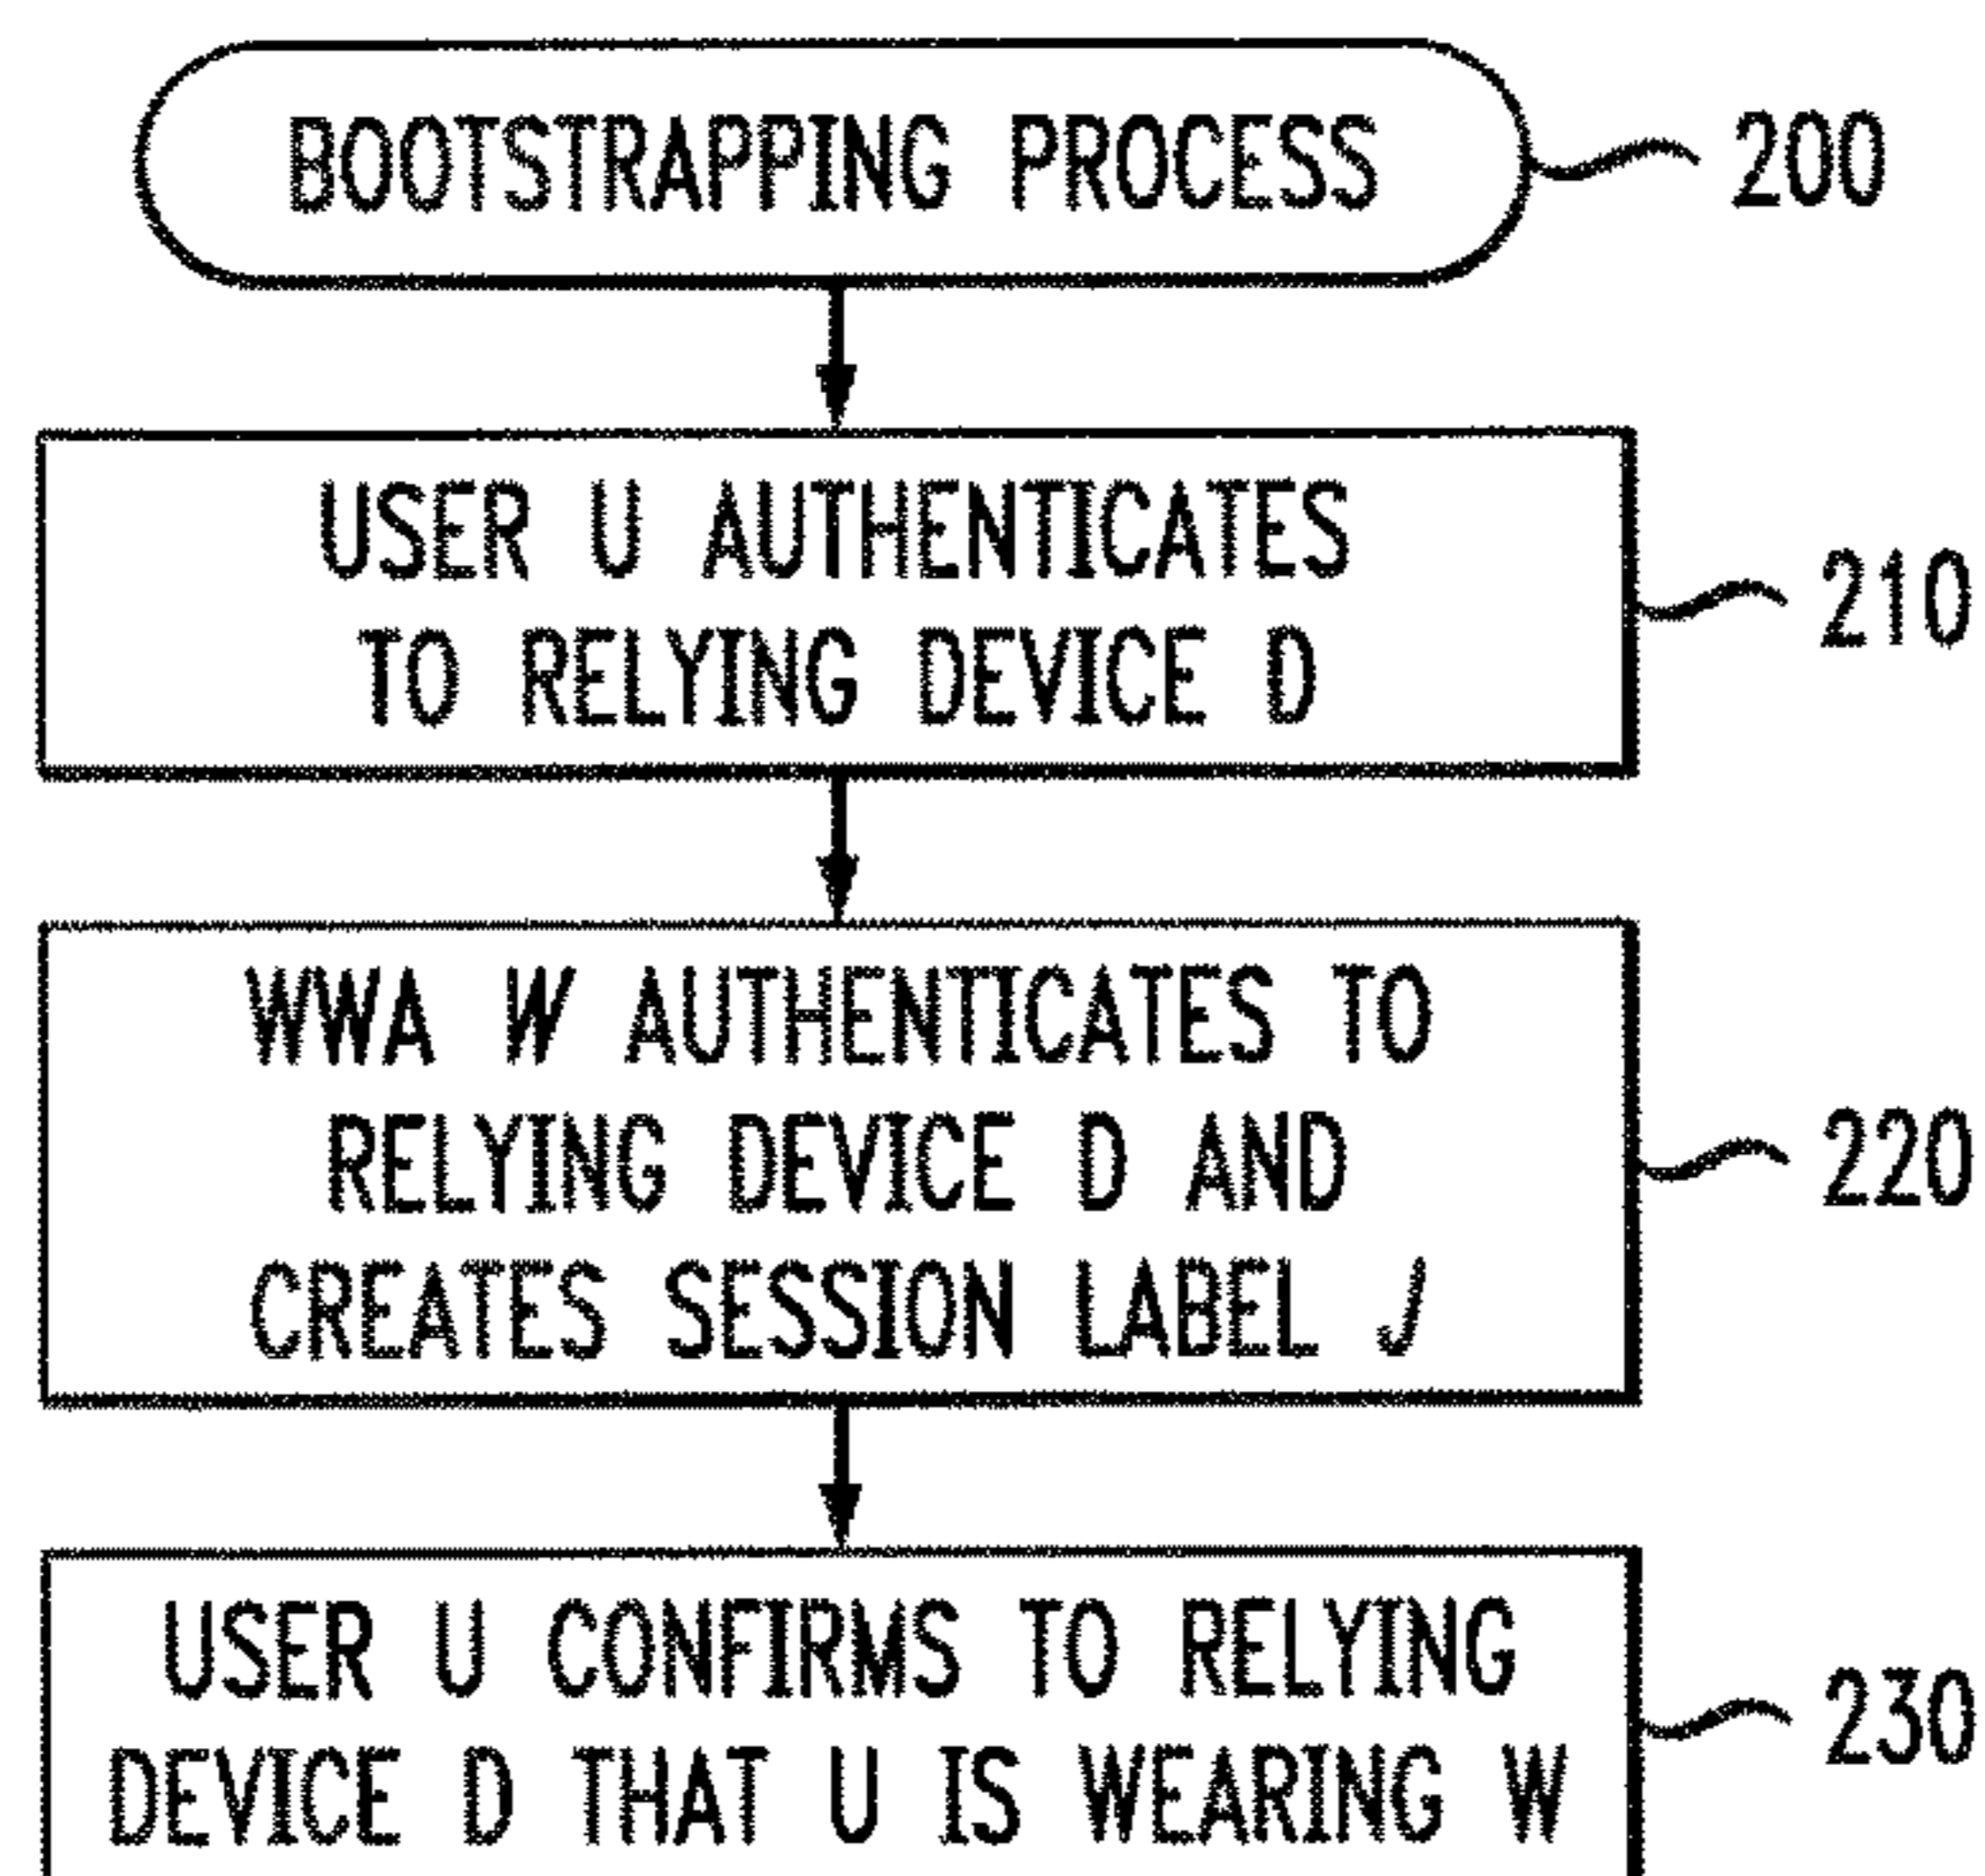 BOOTSTRAPPING PROCESS
200
USER U AUTHENTICATES
TO RELYING DEVICE D
210
WWA W AUTHENTICATES TO
RELYING DEVICE D AND
CREATES SESSION LABEL J
220
USER U CONFIRMS TO RELYING
DEVICE D THAT U IS WEARING W
230